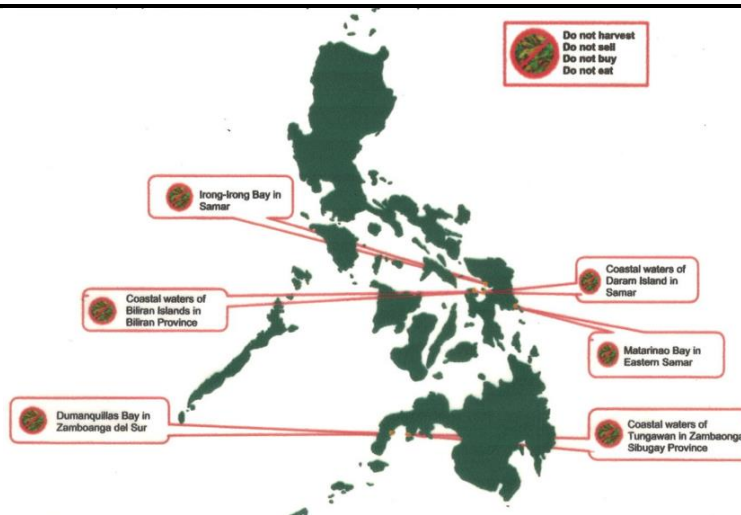 Do not harvest
Do not sell
Do not buy
Do not eat
Irong-Irong Bay in
Samar
Coastal waters of
Daram Island in
Samar
Coastal waters of
Biliran Islands in
Biliran Province
Matarinao Bay in
Eastern Samar
Dumanquillas Bay in
Zamboanga del Sur
Coastal waters of
Tungawan in Zambaonga
Sibugay Province